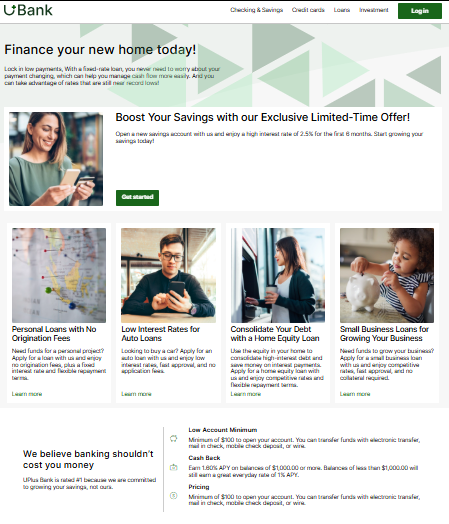 UBank
Checking & Savings Credit cards Loans Investment Log in
Finance your new home today!
Lock in low payments, With a fixed-rate loan, you never need to worry about your
payment changing, which can help you manage cash flow more easily. And you
can take advantage of rates that are still near record lows!
Boost Your Savings with our Exclusive Limited-Time Offer!
Open a new savings account with us and enjoy a high interest rate of 2.5% for the first 6 months. Start growing your
savings today!
Get started
Personal Loans with No
Origination Fees
Need funds for a personal project?
Apply for a loan with us and enjoy
no origination fees, plus a fixed
interest rate and flexible repayment
terms.
Learn more
Low Interest Rates for
Auto Loans
Looking to buy a car? Apply for an
auto loan with us and enjoy low
interest rates, fast approval, and no
application fees.
Learn more
Consolidate Your Debt
with a Home Equity Loan
Use the equity in your home to
consolidate high-interest debt and
save money on interest payments.
Apply for a home equity loan with
us and enjoy competitive rates and
flexible repayment terms.
Learn more
Small Business Loans for
Growing Your Business
Need funds to grow your business?
Apply for a small business loan
with us and enjoy competitive
rates, fast approval, and no
collateral required.
Learn more
We believe banking shouldn't
cost you money
UPlus Bank is rated #1 because we are committed
to growing your savings, not ours.
Low Account Minimum
Minimum of $100 to open your account. You can transfer funds with electronic transfer,
mail in check, mobile check deposit, or wire.
Cash Back
Earn 1.60% APY on balances of $1,000.00 or more. Balances of less than $1,000.00 will
still earn a great everyday rate of 1% APY.
Pricing
Minimum of $100 to open your account. You can transfer funds with electronic transfer,
mail in check, mobile check deposit, or wire.